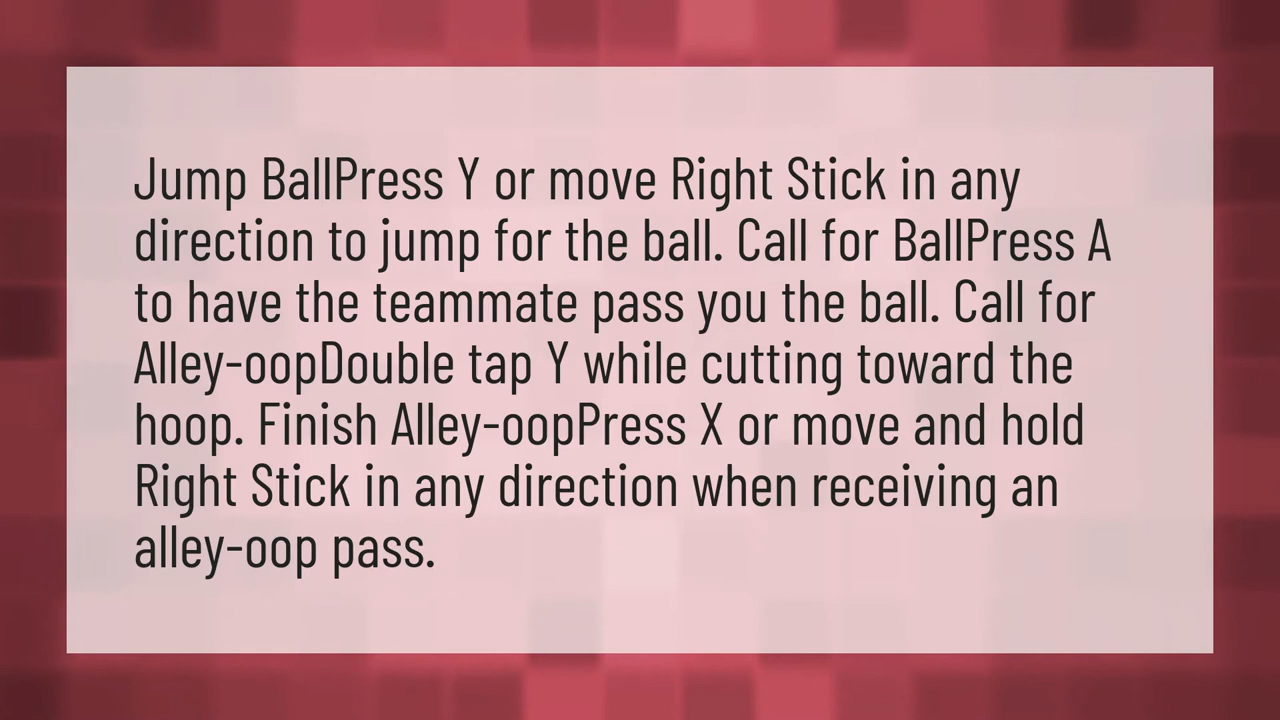 Jump BallPress Y or move Right Stick in any
direction to jump for the ball. Call for BallPress A
to have the teammate pass you the ball. Call for
Alley-oopDouble tap Y while cutting toward the
hoop. Finish Alley-oopPress X or move and hold
Right Stick in any direction when receiving an
alley-oop pass.